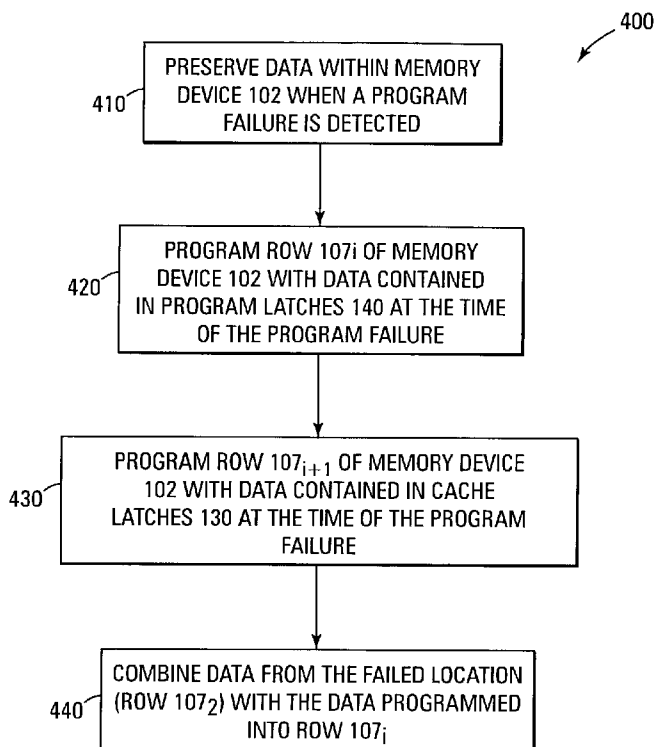 400
PRESERVE DATA WITHIN MEMORY
DEVICE 102 WHEN A PROGRAM
FAILURE IS DETECTED
410
PROGRAM ROW 107i OF MEMORY
DEVICE 102 WITH DATA CONTAINED
IN PROGRAM LATCHES 140 AT THE TIME
OF THE PROGRAM FAILURE
420
PROGRAM ROW 107i+1 OF MEMORY DEVICE
102 WITH DATA CONTAINED IN CACHE
LATCHES 130 AT THE TIME OF THE PROGRAM
FAILURE
430
COMBINE DATA FROM THE FAILED LOCATION
(ROW 1072) WITH THE DATA PROGRAMMED
INTO ROW 107i
440